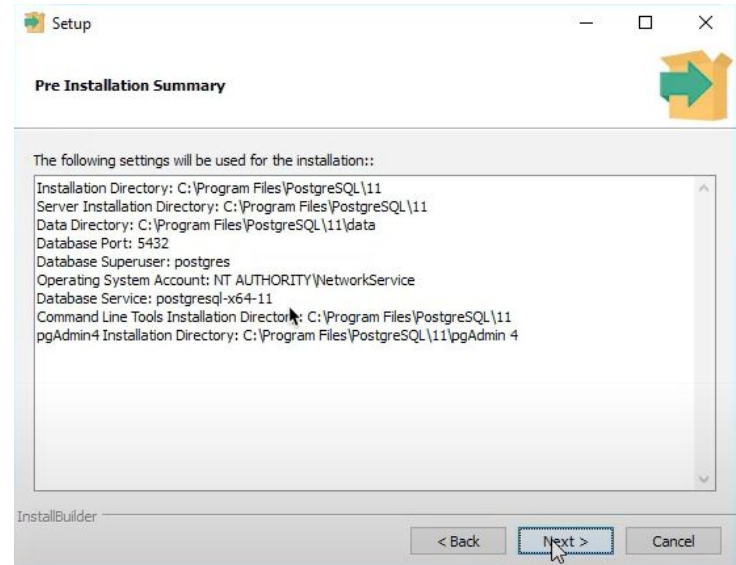 Setup
Pre Installation Summary
The following settings will be used for the installation::
Installation Directory: C:\Program Files\PostgreSQL\11
Server Installation Directory: C:\Program Files\PostgreSQL\11
Data Directory: C:\Program Files\PostgreSQL\11\data
Database Port: 5432
Database Superuser: postgres
Operating System Account: NT AUTHORITY\NetworkService
Database Service: postgresql-x64-11
Command Line Tools Installation Directory: C:\Program Files\PostgreSQL\11
pgAdmin4 Installation Directory: C:\Program Files\PostgreSQL\11\pgAdmin 4
InstallBuilder
< Back Next > Cancel